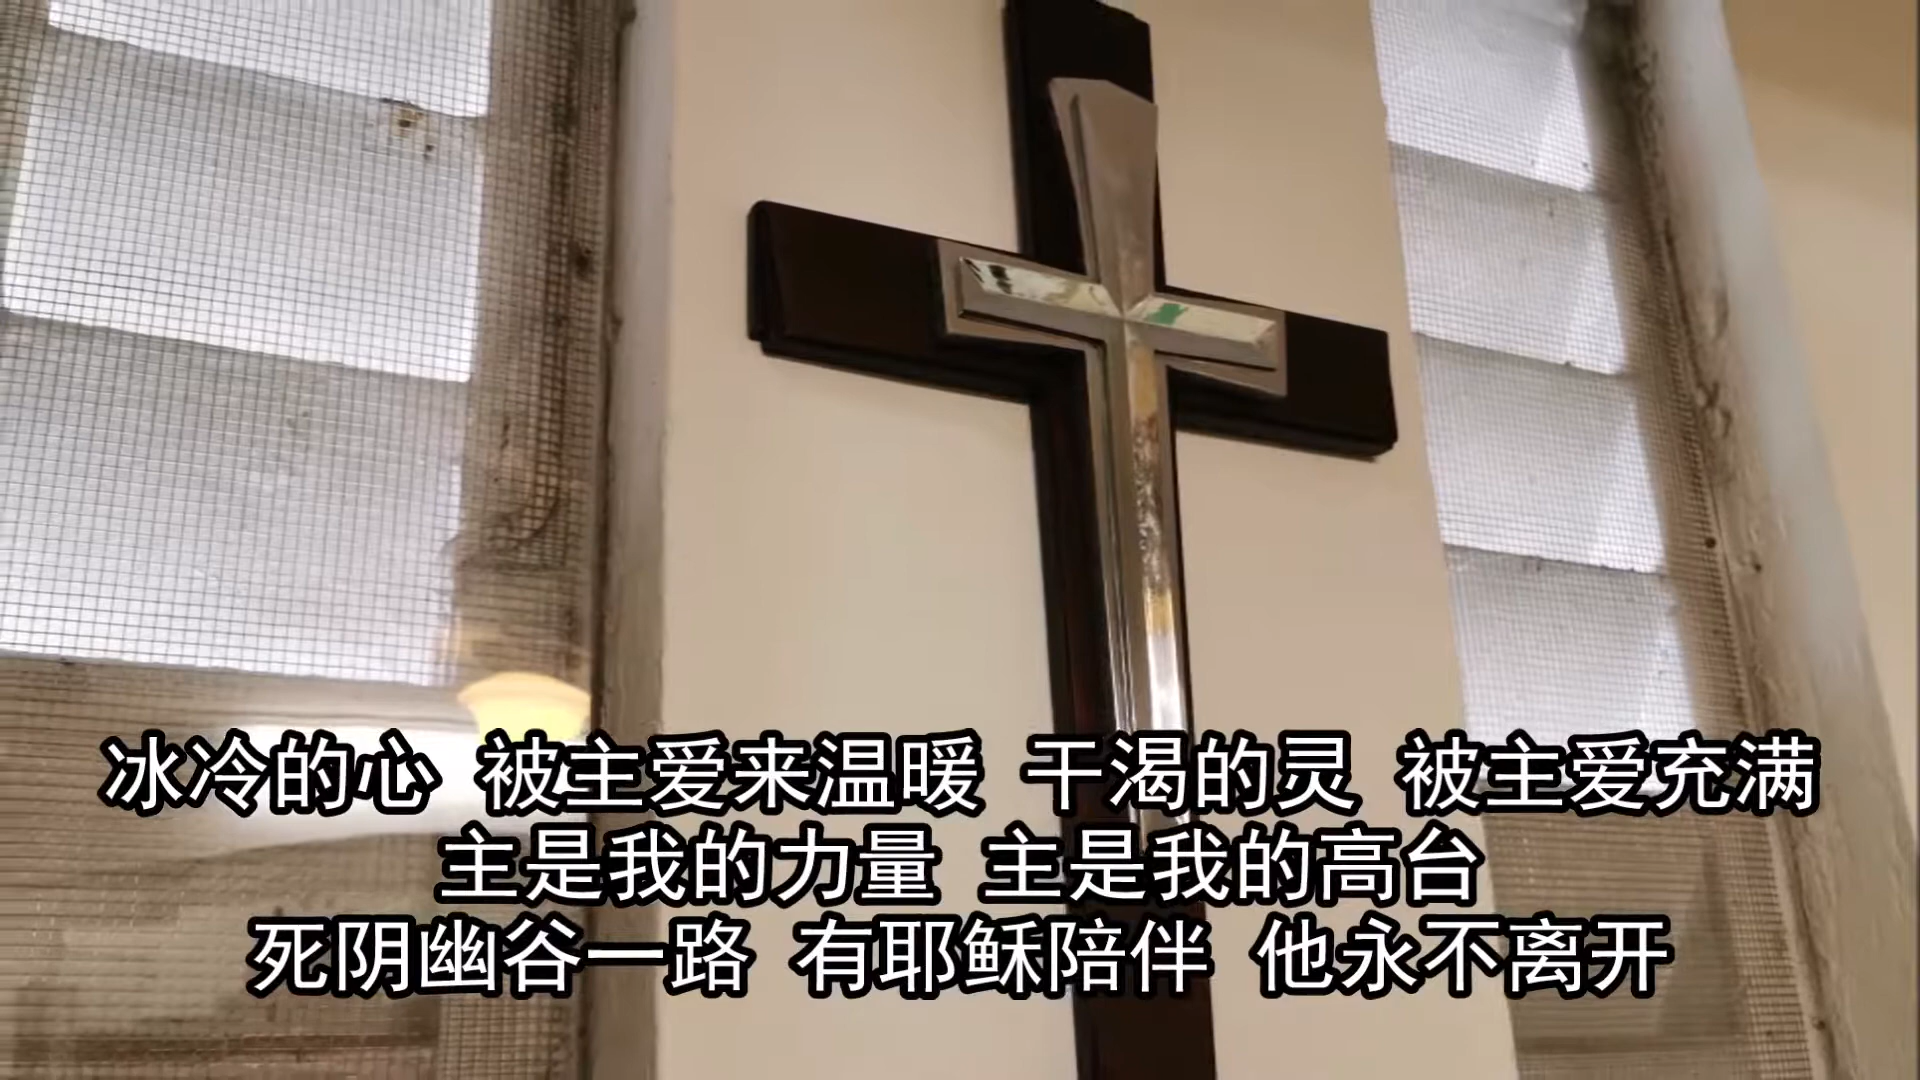 冰冷的心 被主爱来温暖 干渴的灵 被主爱充满
主是我的力量 主是我的高台
死阴幽谷一路 有耶稣陪伴 他永不离开